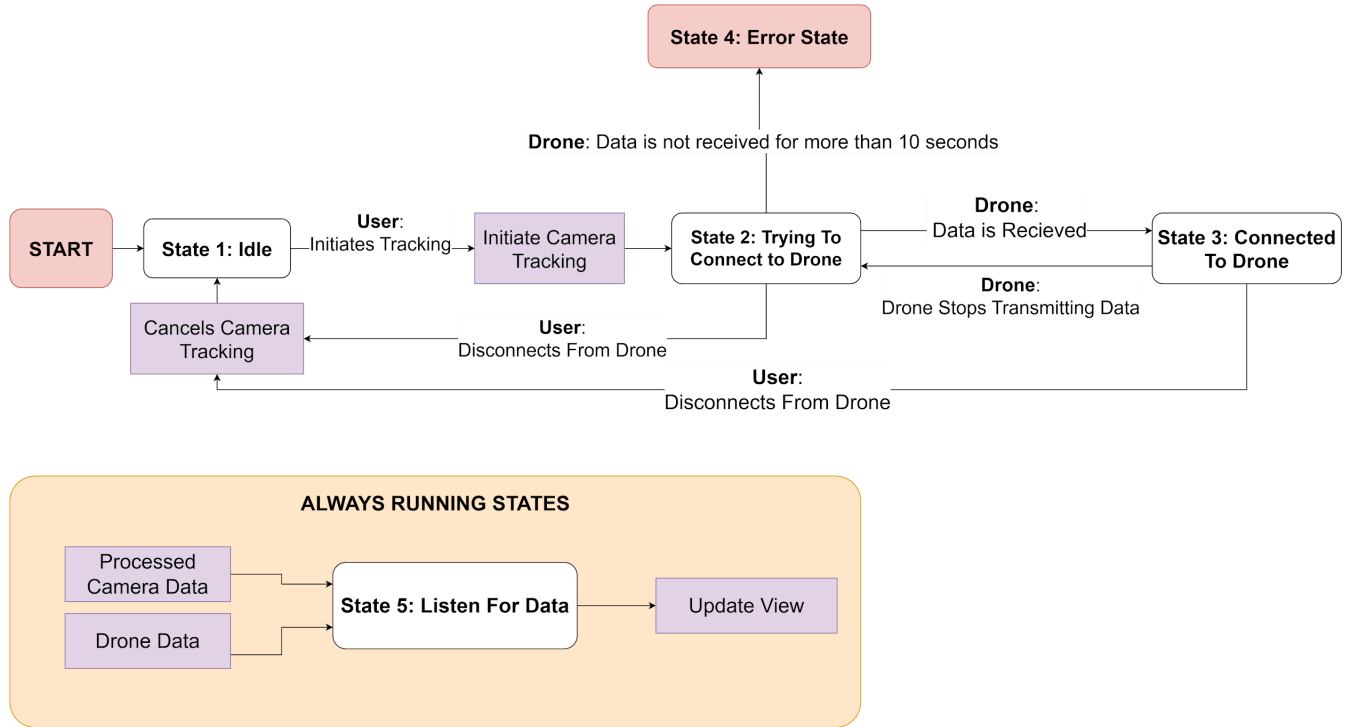 State 4: Error State
Drone: Data is not received for more than 10 seconds
START
State 1: Idle
User:
Initiates Tracking
Initiate Camera
Tracking
State 2: Trying To
Connect to Drone
Drone:
Data is Recieved
State 3: Connected
To Drone
Drone:
Drone Stops Transmitting Data
Cancels Camera
Tracking
User:
Disconnects From Drone
User:
Disconnects From Drone
ALWAYS RUNNING STATES
Processed
Camera Data
Drone Data
State 5: Listen For Data
Update View